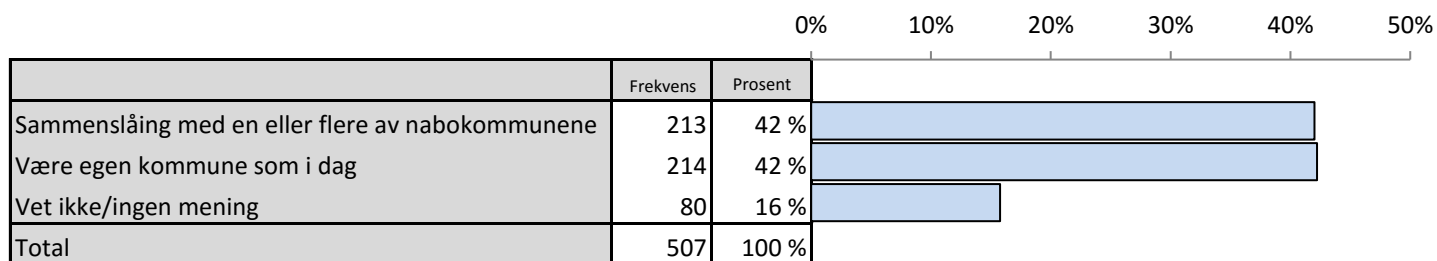 0% 10% 20% 30% 40% 50%
Frekvens Prosent
Sammenslåing med en eller flere av nabokommunene 213 42 %
Være egen kommune som i dag 214 42 %
Vet ikke/ingen mening 80 16 %
Total 507 100 %